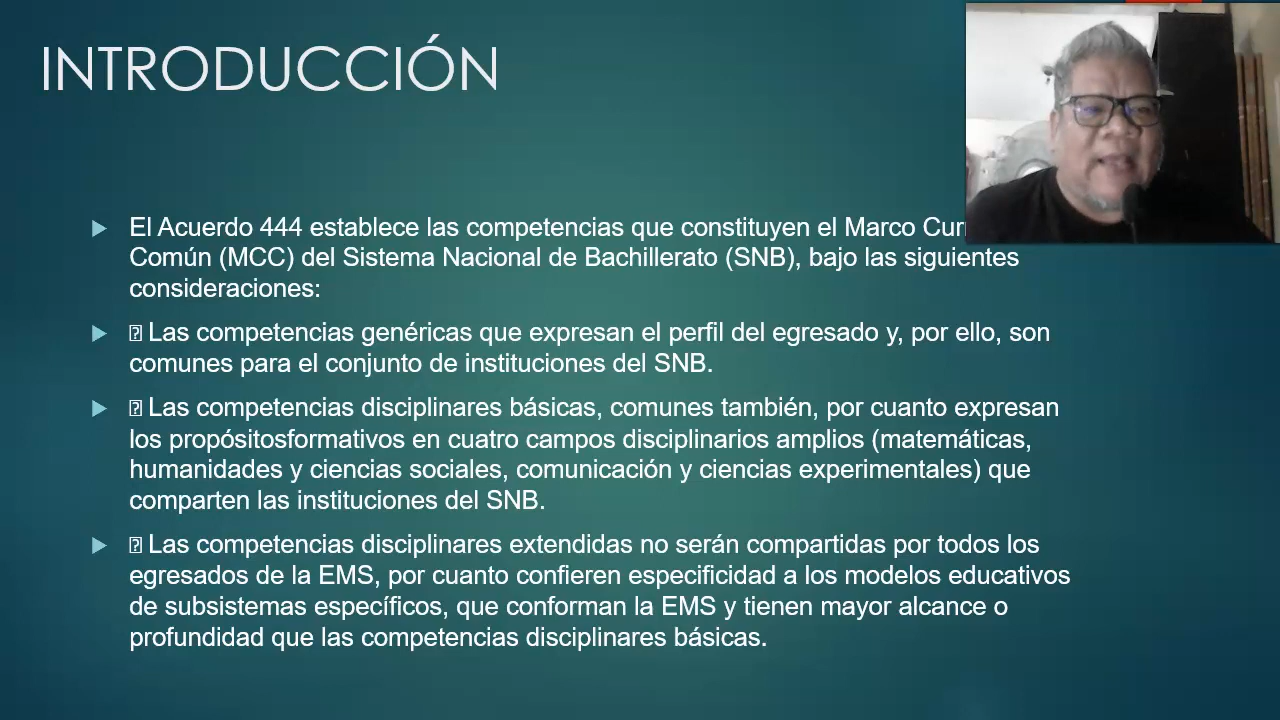 INTRODUCCIÓN
El Acuerdo 444 establece las competencias que constituyen el Marco
Común (MCC) del Sistema Nacional de Bachillerato (SNB), bajo las siguientes
consideraciones:
Las competencias genéricas que expresan el perfil del egresado y, por ello, son
comunes para el conjunto de instituciones del SNB.
Las competencias disciplinares básicas, comunes también, por cuanto expresan
los propósitosformativos en cuatro campos disciplinarios amplios (matemáticas,
humanidades y ciencias sociales, comunicación y ciencias experimentales) que
comparten las instituciones del SNB.
Las competencias disciplinares extendidas no serán compartidas por todos los
egresados de la EMS, por cuanto confieren especificidad a los modelos educativos
de subsistemas específicos, que conforman la EMS y tienen mayor alcance o
profundidad que las competencias disciplinares básicas.